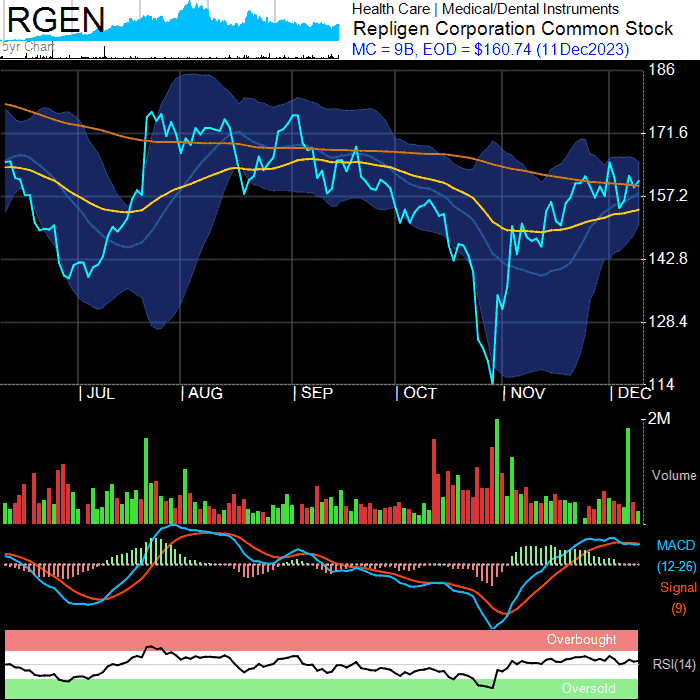 RGEN
5yr Chart
Health Care | Medical/Dental Instruments
Repligen Corporation Common Stock
MC = 9B, EOD = $160.74 (11Dec2023)
186
171.6
157.2
142.8
128.4
114
| JUL | AUG | SEP | OCT | NOV | DEC
2M
Volume
MACD
(12-26)
Signal
(9)
Overbought
RSI(14)
Oversold